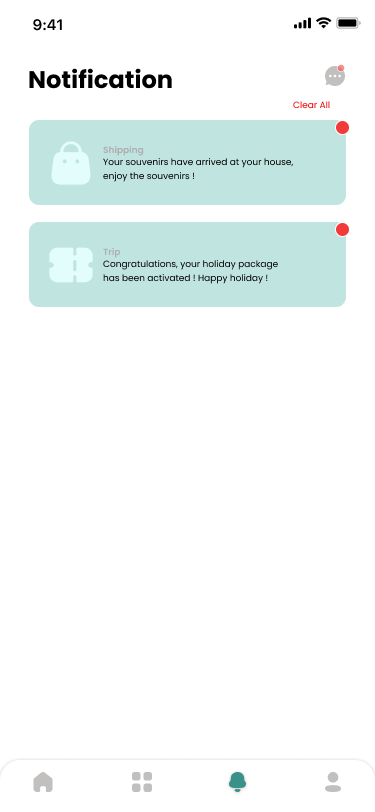 9:41
Notification
Clear All
Shipping
Your souvenirs have arrived at your house,
enjoy the souvenirs !
Trip
Congratulations, your holiday package
has been activated ! Happy holiday !